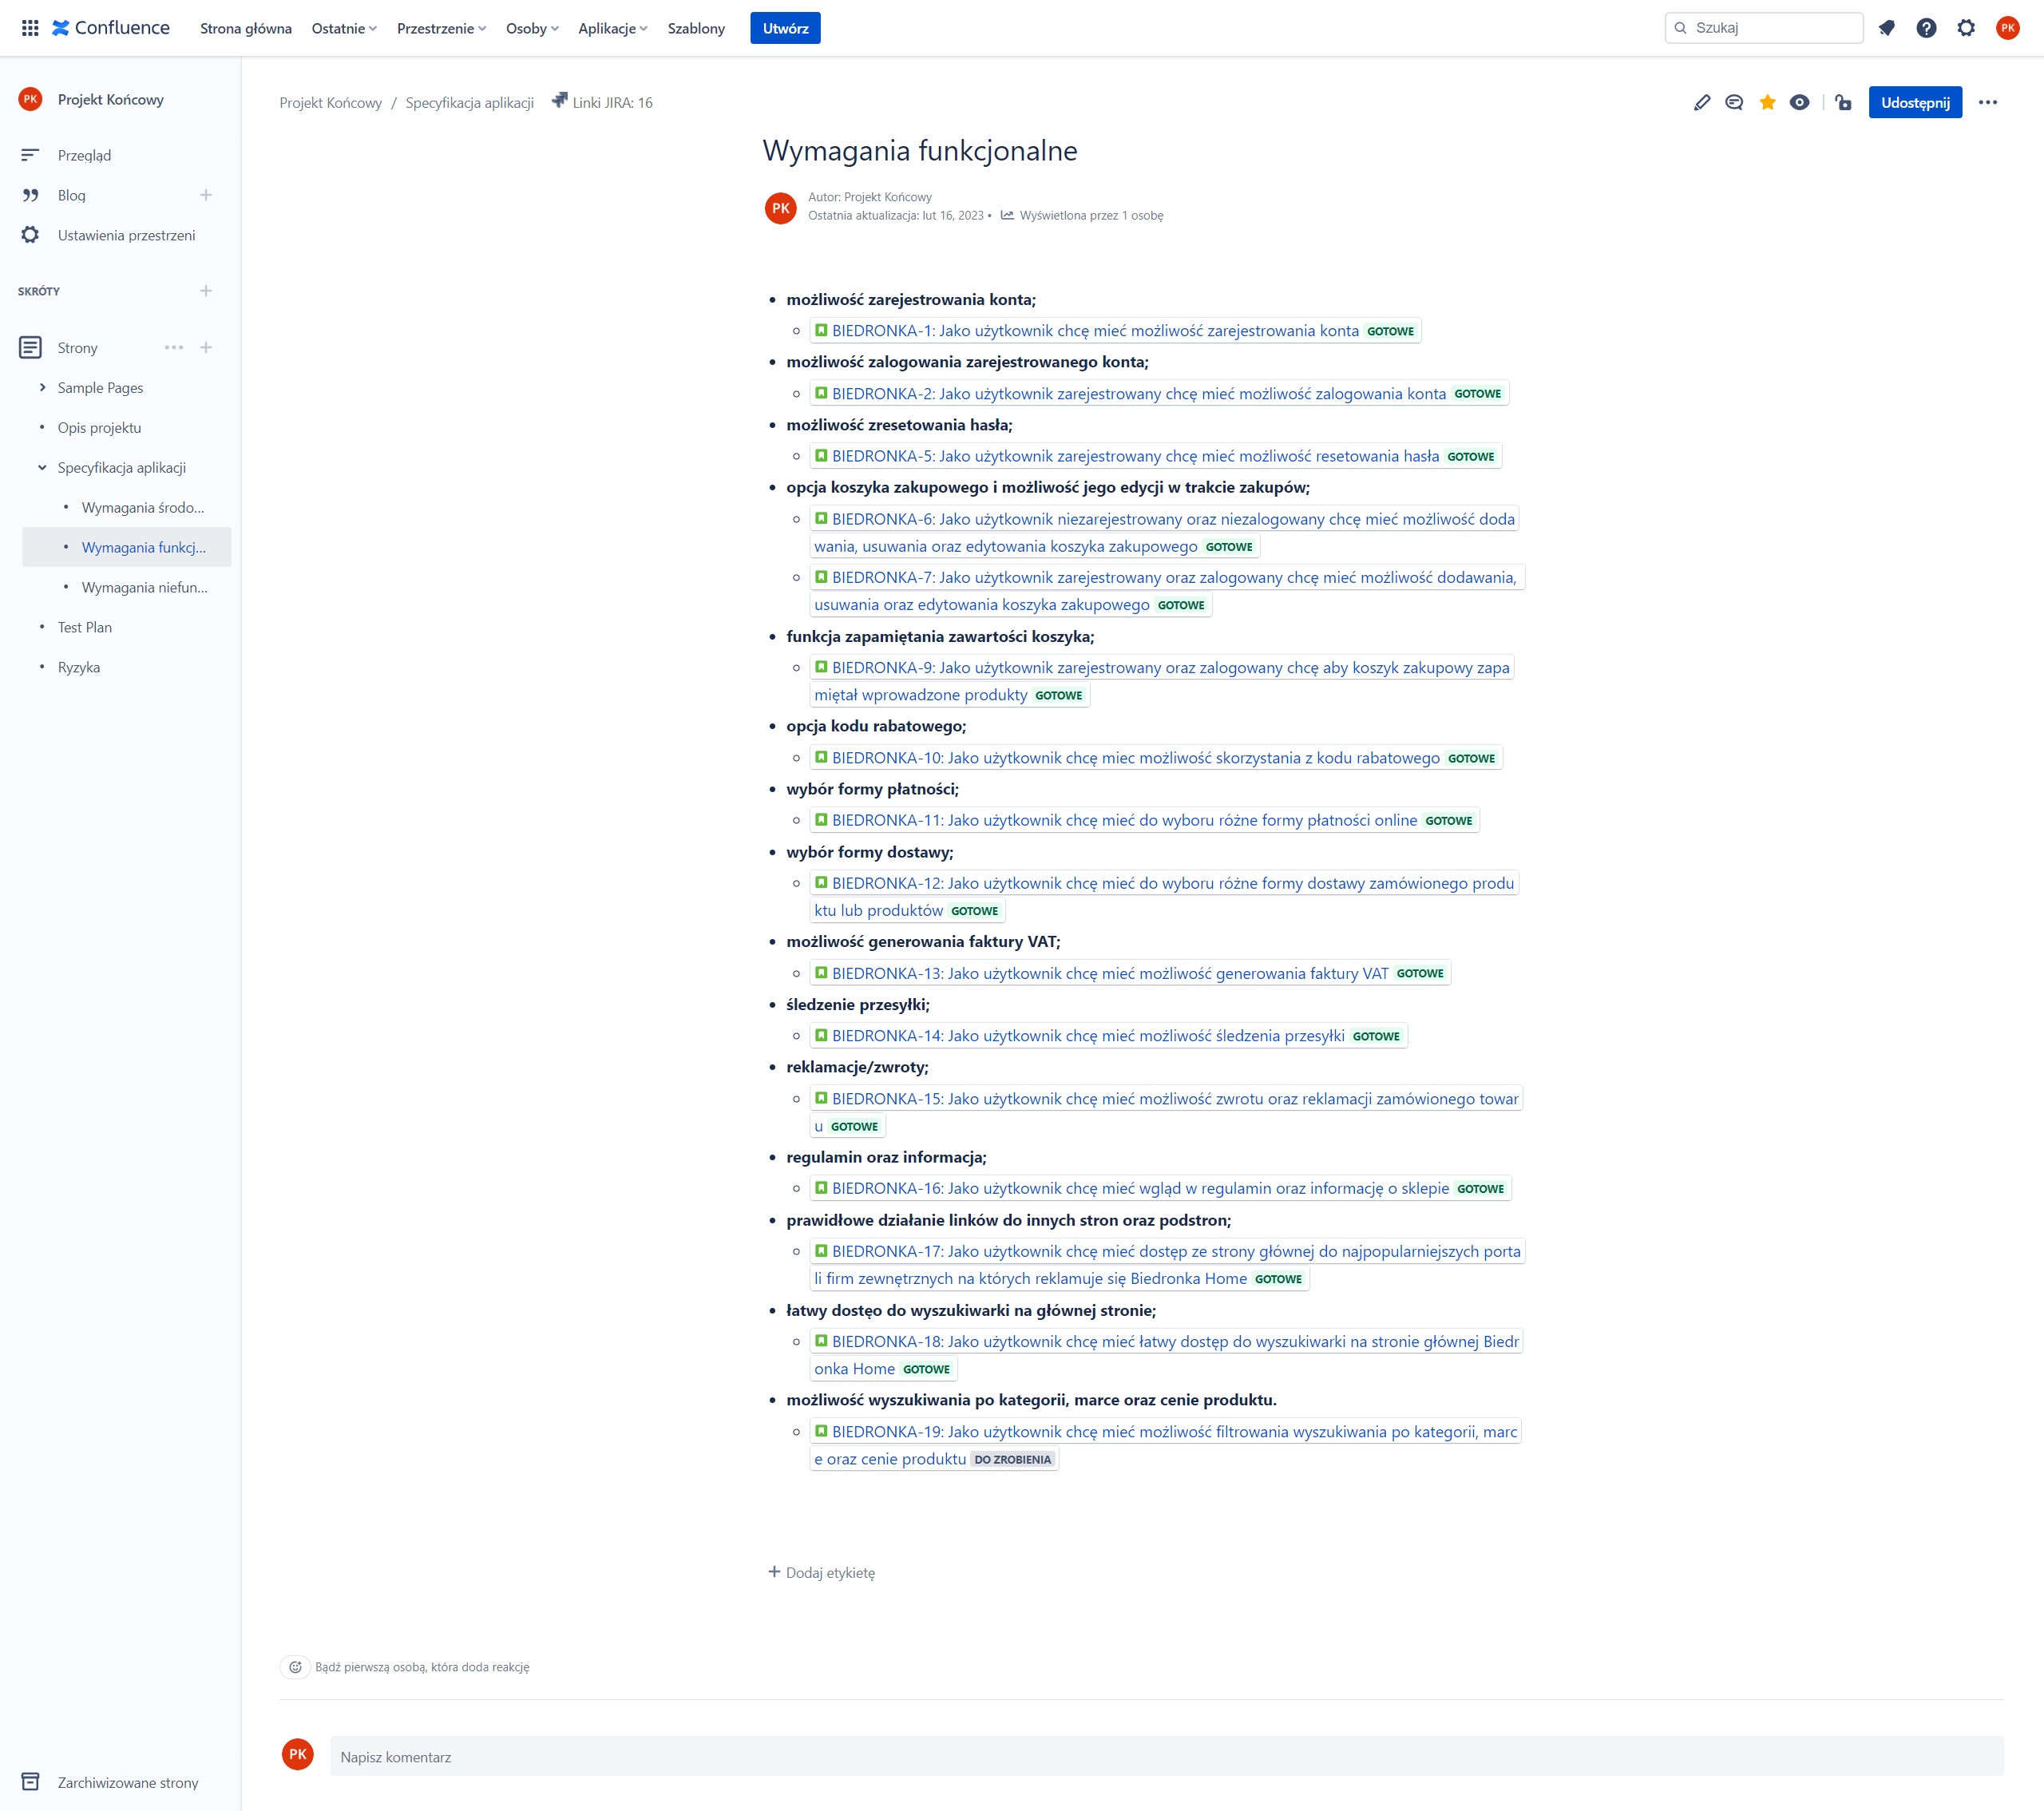 Confluence
Strona główna
Ostatnie
Przestrzenie
Osoby
Aplikacje
Szablony
Utwórz
Szukaj
PK
PK
Projekt Końcowy
Przegląd
Blog
Ustawienia przestrzeni
SKRÓTY
Strony
Sample Pages
Opis projektu
Specyfikacja aplikacji
Wymagania środo...
Wymagania funkcj...
Wymagania niefun...
Test Plan
Ryzyka
Zarchiwizowane strony
Projekt Końcowy / Specyfikacja aplikacji Linki JIRA: 16
Udostępnij
Wymagania funkcjonalne
PK
Autor: Projekt Końcowy
Ostatnia aktualizacja: lut 16, 2023 • Wyświetlona przez 1 osobę
• możliwość zarejestrowania konta;
BIEDRONKA-1: Jako użytkownik chcę mieć możliwość zarejestrowania konta GOTOWE
• możliwość zalogowania zarejestrowanego konta;
BIEDRONKA-2: Jako użytkownik zarejestrowany chcę mieć możliwość zalogowania konta GOTOWE
• możliwość zresetowania hasła;
BIEDRONKA-5: Jako użytkownik zarejestrowany chcę mieć możliwość resetowania hasła GOTOWE
• opcja koszyka zakupowego i możliwość jego edycji w trakcie zakupów;
BIEDRONKA-6: Jako użytkownik niezarejestrowany oraz niezalogowany chcę mieć możliwość doda
wania, usuwania oraz edytowania koszyka zakupowego GOTOWE
BIEDRONKA-7: Jako użytkownik zarejestrowany oraz zalogowany chcę mieć możliwość dodawania,
usuwania oraz edytowania koszyka zakupowego GOTOWE
• funkcja zapamiętania zawartości koszyka;
BIEDRONKA-9: Jako użytkownik zarejestrowany oraz zalogowany chcę aby koszyk zakupowy zapa
miętał wprowadzone produkty GOTOWE
• opcja kodu rabatowego;
BIEDRONKA-10: Jako użytkownik chcę miec możliwość skorzystania z kodu rabatowego GOTOWE
• wybór formy płatności;
BIEDRONKA-11: Jako użytkownik chcę mieć do wyboru różne formy płatności online GOTOWE
• wybór formy dostawy;
BIEDRONKA-12: Jako użytkownik chcę mieć do wyboru różne formy dostawy zamówionego produ
ktu lub produktów GOTOWE
• możliwość generowania faktury VAT;
BIEDRONKA-13: Jako użytkownik chcę mieć możliwość generowania faktury VAT GOTOWE
• śledzenie przesyłki;
BIEDRONKA-14: Jako użytkownik chcę mieć możliwość śledzenia przesyłki GOTOWE
• reklamacje/zwroty;
BIEDRONKA-15: Jako użytkownik chcę mieć możliwość zwrotu oraz reklamacji zamówionego towar
u GOTOWE
• regulamin oraz informacja;
BIEDRONKA-16: Jako użytkownik chcę mieć wgląd w regulamin oraz informację o sklepie GOTOWE
• prawidłowe działanie linków do innych stron oraz podstron;
BIEDRONKA-17: Jako użytkownik chcę mieć dostęp ze strony głównej do najpopularniejszych porta
li firm zewnętrznych na których reklamuje się Biedronka Home GOTOWE
• łatwy dostęo do wyszukiwarki na głównej stronie;
BIEDRONKA-18: Jako użytkownik chcę mieć łatwy dostęp do wyszukiwarki na stronie głównej Biedr
onka Home GOTOWE
• możliwość wyszukiwania po kategorii, marce oraz cenie produktu.
BIEDRONKA-19: Jako użytkownik chcę mieć możliwość filtrowania wyszukiwania po kategorii, marc
e oraz cenie produktu DO ZROBIENIA
Dodaj etykietę
Bądź pierwszą osobą, która doda reakcję
PK
Napisz komentarz